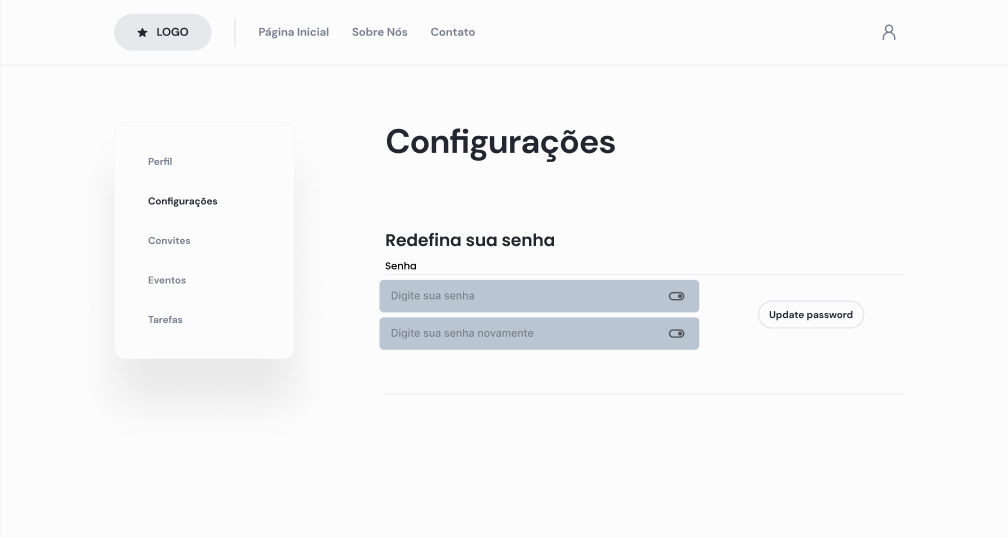 LOGO
Página Inicial
Sobre Nós
Contato
Perfil
Configurações
Convites
Eventos
Tarefas
Configurações
Redefina sua senha
Senha
Digite sua senha
Digite sua senha novamente
Update password